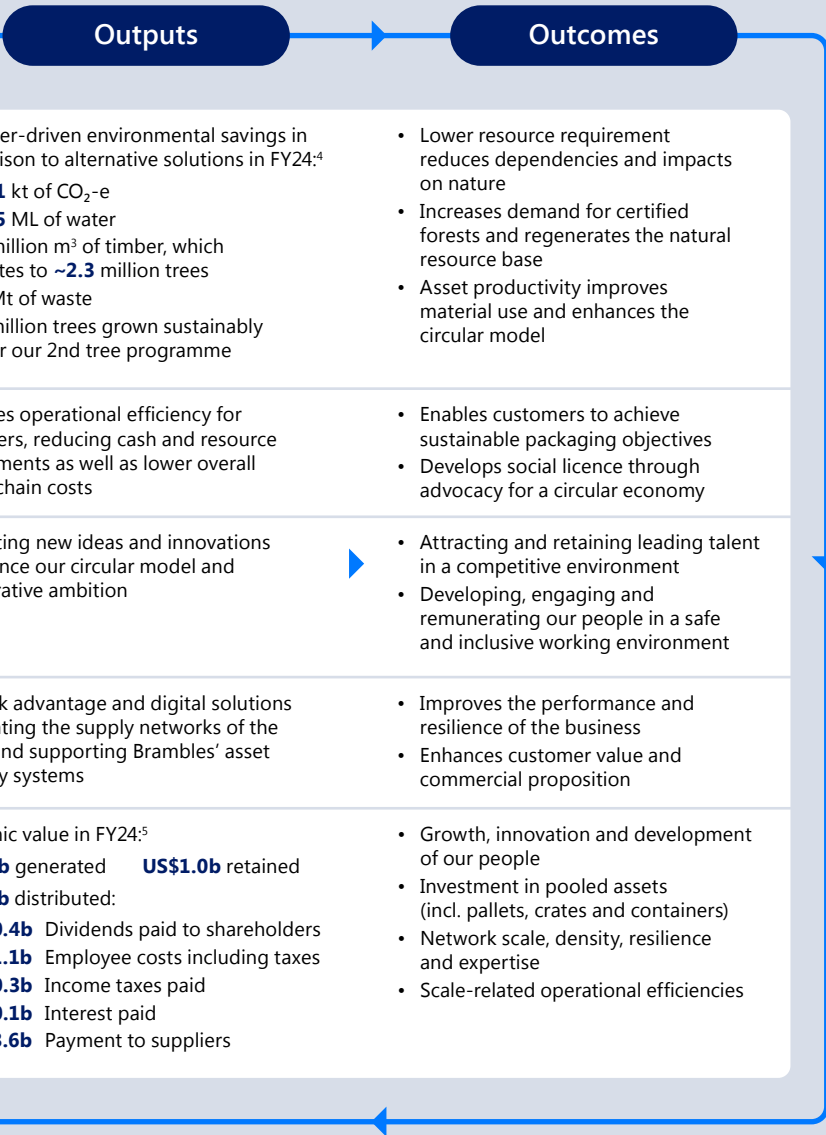 Outputs
Outcomes
er-driven environmental savings in
ison to alternative solutions in FY24:⁴
kt of CO₂-e
ML of water
illion m³ of timber, which
tes to ~2.3 million trees
Mt of waste
illion trees grown sustainably
r our 2nd tree programme
• Lower resource requirement
reduces dependencies and impacts
on nature
• Increases demand for certified
forests and regenerates the natural
resource base
• Asset productivity improves
material use and enhances the
circular model
es operational efficiency for
ers, reducing cash and resource
ments as well as lower overall
chain costs
• Enables customers to achieve
sustainable packaging objectives
• Develops social licence through
advocacy for a circular economy
ting new ideas and innovations
nce our circular model and
rative ambition
• Attracting and retaining leading talent
in a competitive environment
• Developing, engaging and
remunerating our people in a safe
and inclusive working environment
k advantage and digital solutions
ting the supply networks of the
nd supporting Brambles’ asset
y systems
• Improves the performance and
resilience of the business
• Enhances customer value and
commercial proposition
ic value in FY24:⁵
b generated US$1.0b retained
b distributed:
.4b Dividends paid to shareholders
.1b Employee costs including taxes
.3b Income taxes paid
.1b Interest paid
.6b Payment to suppliers
• Growth, innovation and development
of our people
• Investment in pooled assets
(incl. pallets, crates and containers)
• Network scale, density, resilience
and expertise
• Scale-related operational efficiencies